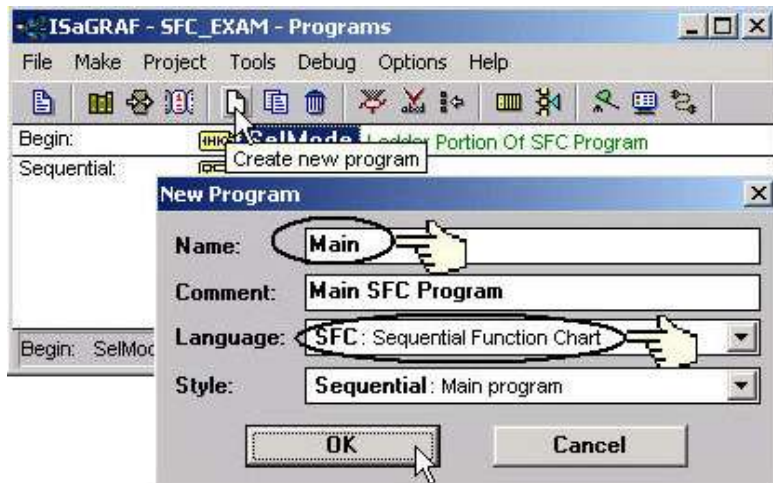 ISaGRAF - SFC_EXAM - Programs
File Make Project Tools Debug Options Help
Begin: SelMode Ladder Portion Of SFC Program
Create new program
Sequential:
New Program
Name: Main
Comment: Main SFC Program
Language: SFC : Sequential Function Chart
Begin: SelMod
Style: Sequential : Main program
OK Cancel